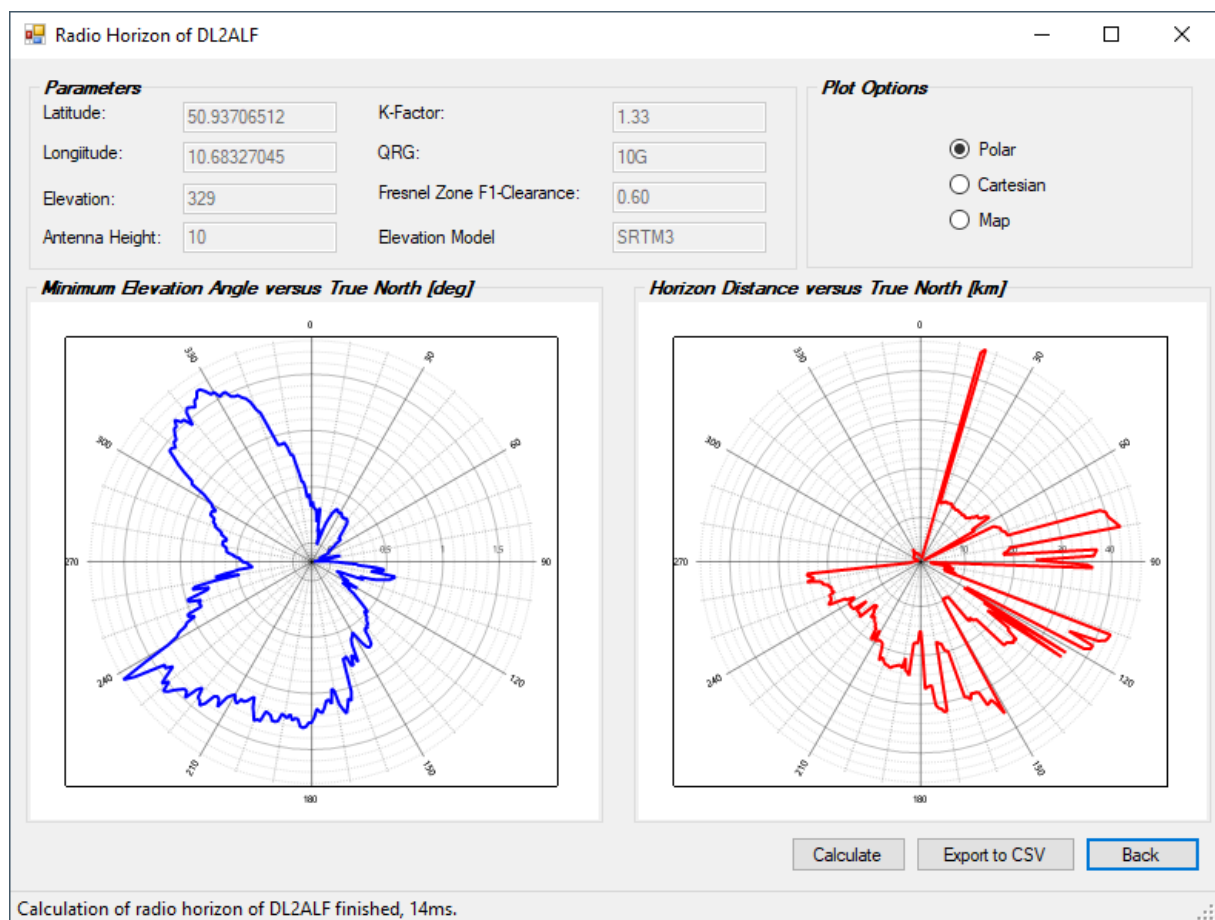 Radio Horizon of DL2ALF
Parameters
Latitude: 50.93706512 K-Factor: 1.33
Longiitude: 10.68327045 QRG: 10G
Elevation: 329 Fresnel Zone F1-Clearance: 0.60
Antenna Height: 10 Elevation Model SRTM3
Plot Options
Polar
Cartesian
Map
Minimum Elevation Angle versus True North [deg]
0
330 30
300 60
0.5 1 1.5
270 90
240 120
210 150
180
Horizon Distance versus True North [km]
0
330 30
300 60
10 20 30 40
270 90
240 120
210 150
180
Calculate Export to CSV Back
Calculation of radio horizon of DL2ALF finished, 14ms.